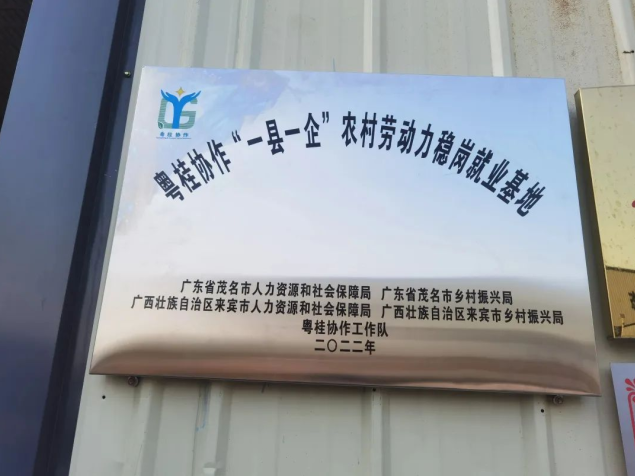 粤桂协作
粤桂协作“一县一企”农村劳动力稳岗就业基地
广东省茂名市人力资源和社会保障局 广东省茂名市乡村振兴局
广西壮族自治区来宾市人力资源和社会保障局 广西壮族自治区来宾市乡村振兴局
粤桂协作工作队
二〇二二年